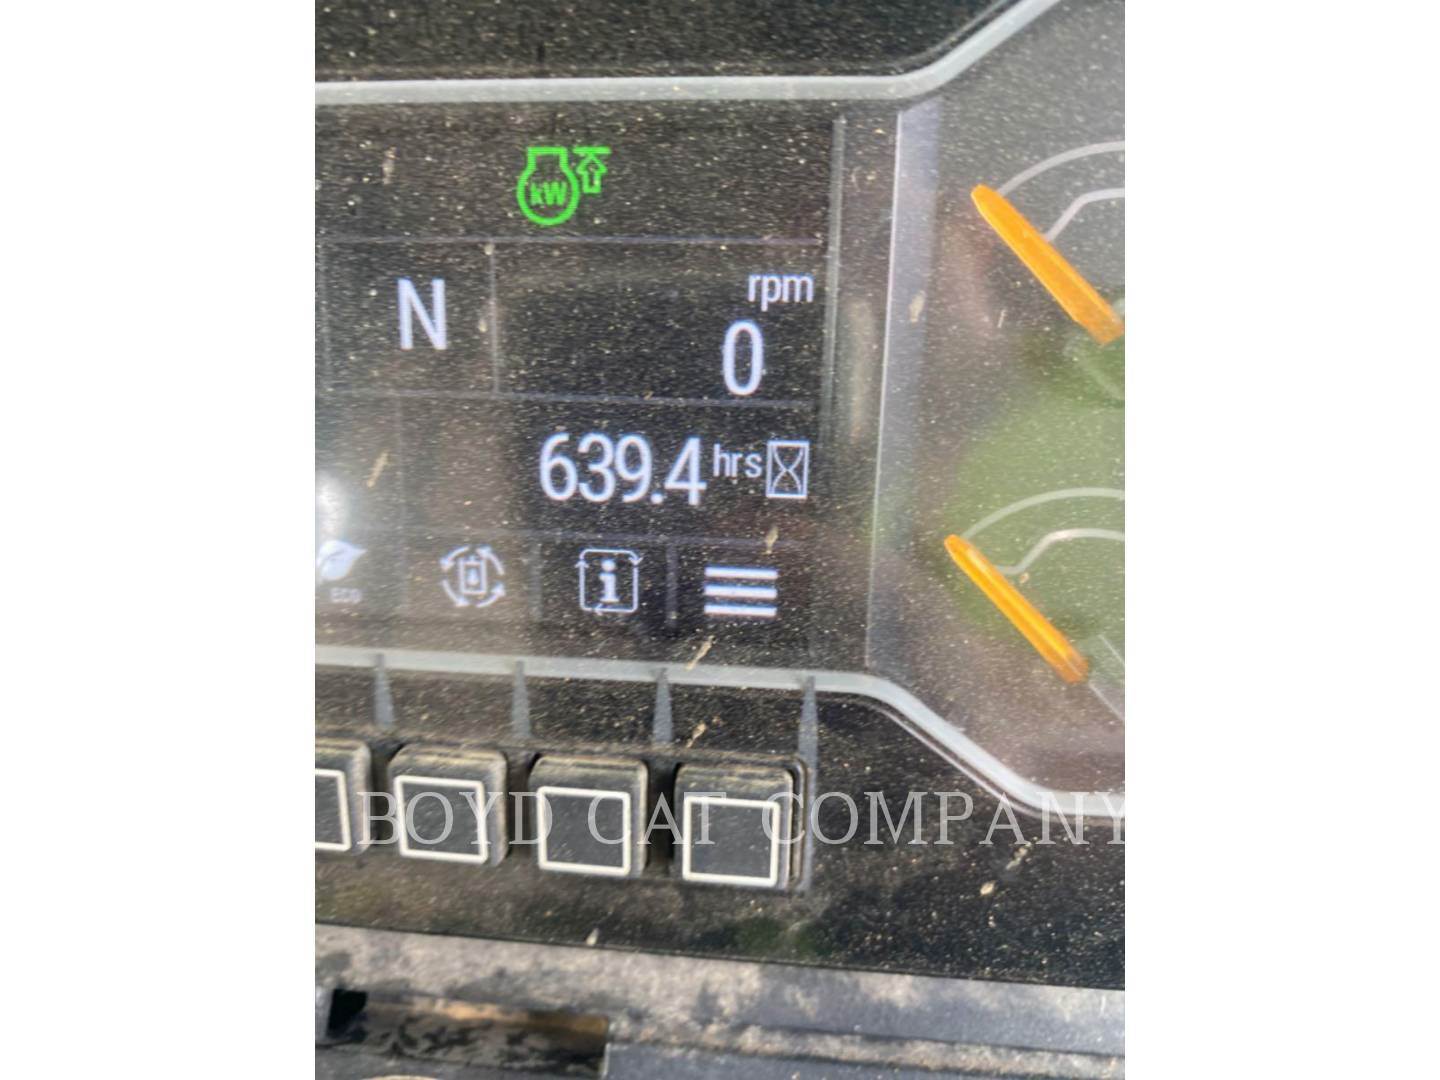 kW
rpm
N
0
639.4 hrs
ECO
i
BOYD CAT COMPANY